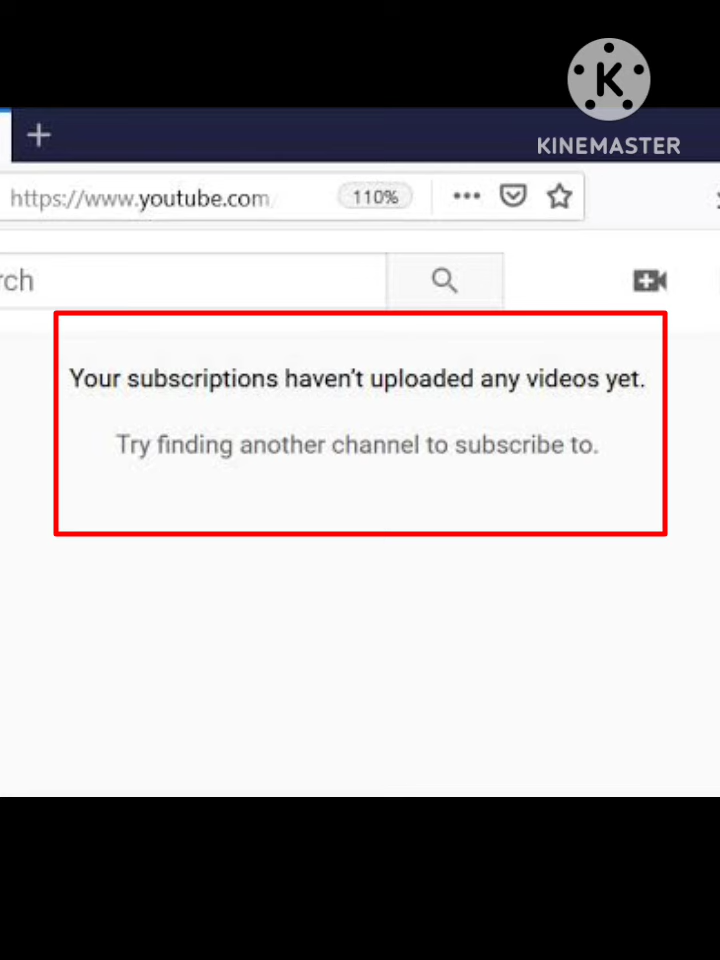 K
KINEMASTER
https://www.youtube.com
110%
rch
Your subscriptions haven't uploaded any videos yet.
Try finding another channel to subscribe to.